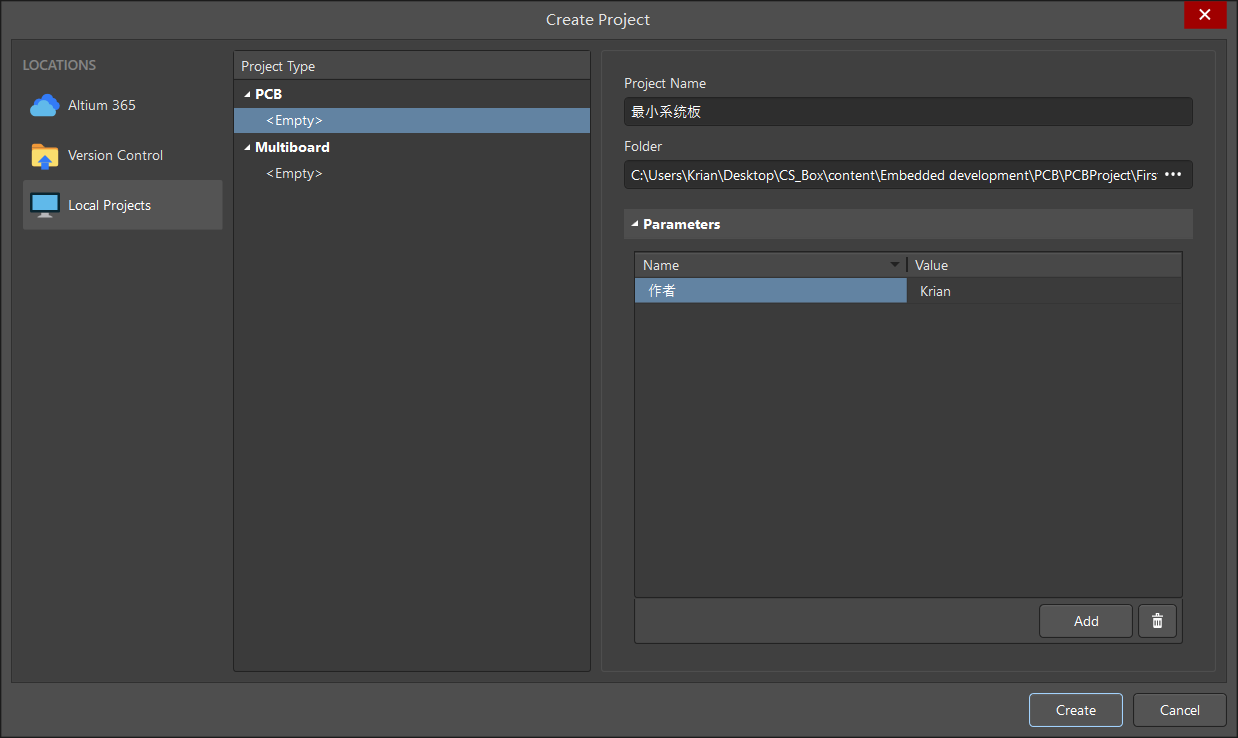 Create Project
LOCATIONS
Altium 365
Version Control
Local Projects
Project Type
PCB
<Empty>
Multiboard
<Empty>
Project Name
最小系统板
Folder
C:\Users\Krian\Desktop\CS_Box\content\Embedded development\PCB\PCBProject\Firs
Parameters
Name Value
作者 Krian
Add
Create Cancel